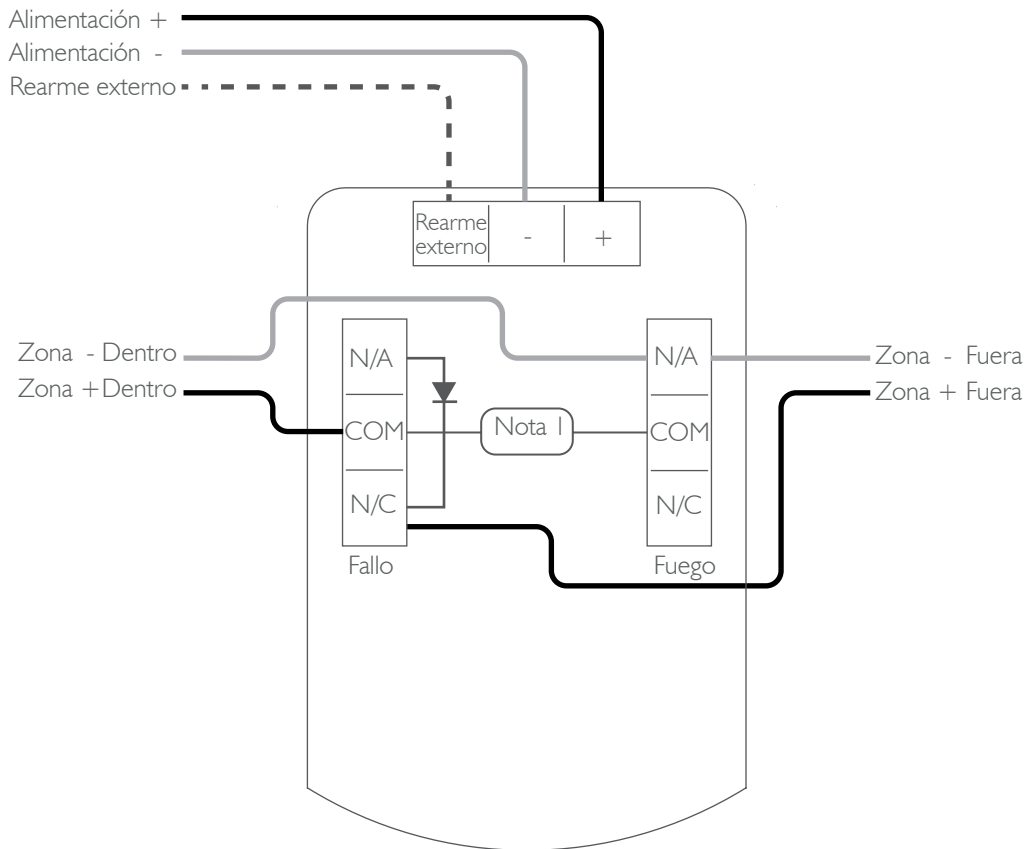 Alimentación +
Alimentación -
Rearme externo
Rearme
externo
-
+
Zona - Dentro
Zona + Dentro
N/A
COM
N/C
Fallo
Nota 1
N/A
COM
N/C
Fuego
Zona - Fuera
Zona + Fuera